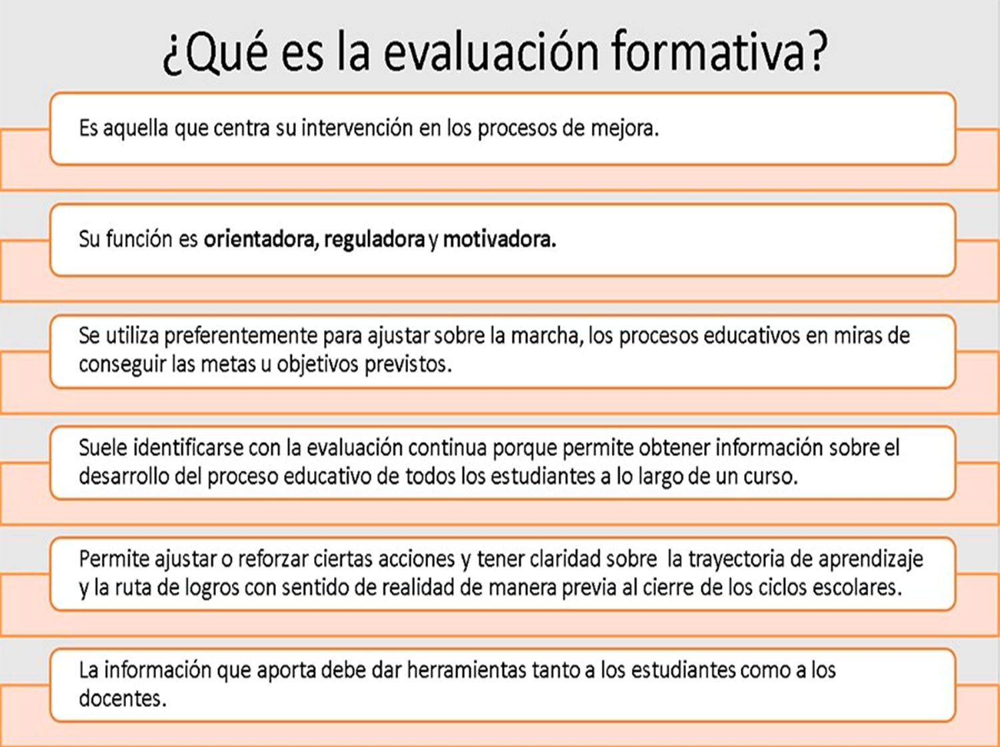 ¿Qué es la evaluación formativa?
Es aquella que centra su intervención en los procesos de mejora.
Su función es orientadora, reguladora y motivadora.
Se utiliza preferentemente para ajustar sobre la marcha, los procesos educativos en miras de
conseguir las metas u objetivos previstos.
Suele identificarse con la evaluación continua porque permite obtener información sobre el
desarrollo del proceso educativo de todos los estudiantes a lo largo de un curso.
Permite ajustar o reforzar ciertas acciones y tener claridad sobre la trayectoria de aprendizaje
y la ruta de logros con sentido de realidad de manera previa al cierre de los ciclos escolares.
La información que aporta debe dar herramientas tanto a los estudiantes como a los
docentes.